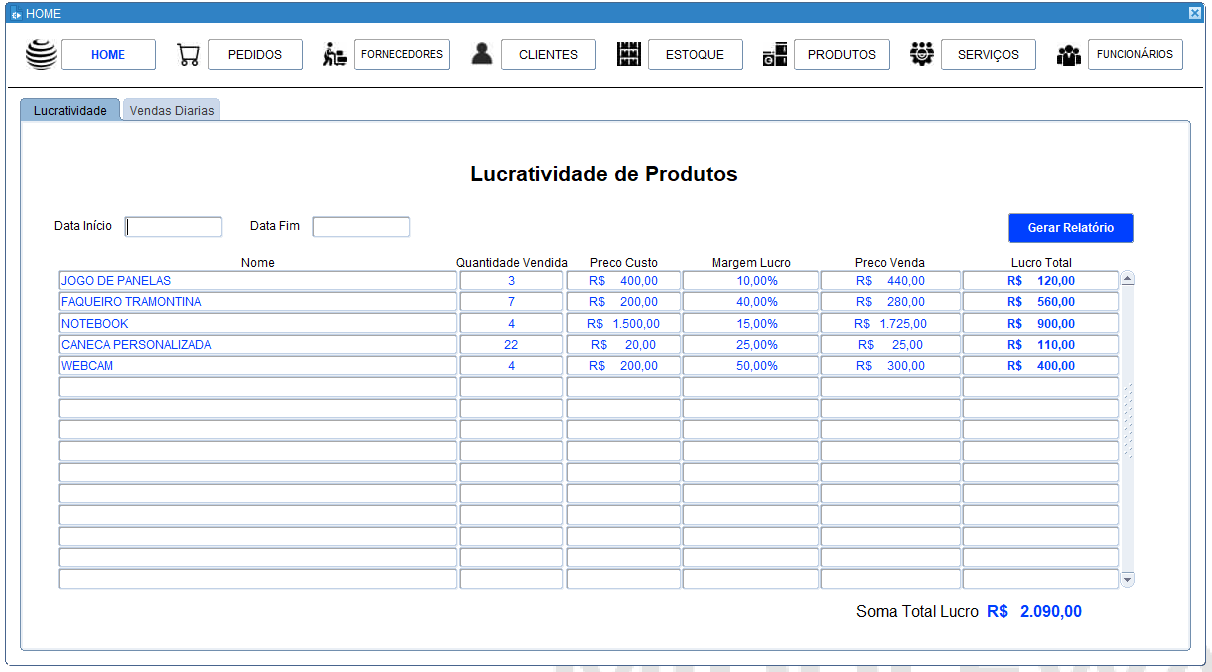 HOME
HOME PEDIDOS FORNECEDORES CLIENTES ESTOQUE PRODUTOS SERVIÇOS FUNCIONÁRIOS
Lucratividade Vendas Diarias
Lucratividade de Produtos
Data Início Data Fim Gerar Relatório
Nome Quantidade Vendida Preco Custo Margem Lucro Preco Venda Lucro Total
JOGO DE PANELAS 3 R$ 400,00 10,00% R$ 440,00 R$ 120,00
FAQUEIRO TRAMONTINA 7 R$ 200,00 40,00% R$ 280,00 R$ 560,00
NOTEBOOK 4 R$ 1.500,00 15,00% R$ 1.725,00 R$ 900,00
CANECA PERSONALIZADA 22 R$ 20,00 25,00% R$ 25,00 R$ 110,00
WEBCAM 4 R$ 200,00 50,00% R$ 300,00 R$ 400,00
Soma Total Lucro R$ 2.090,00